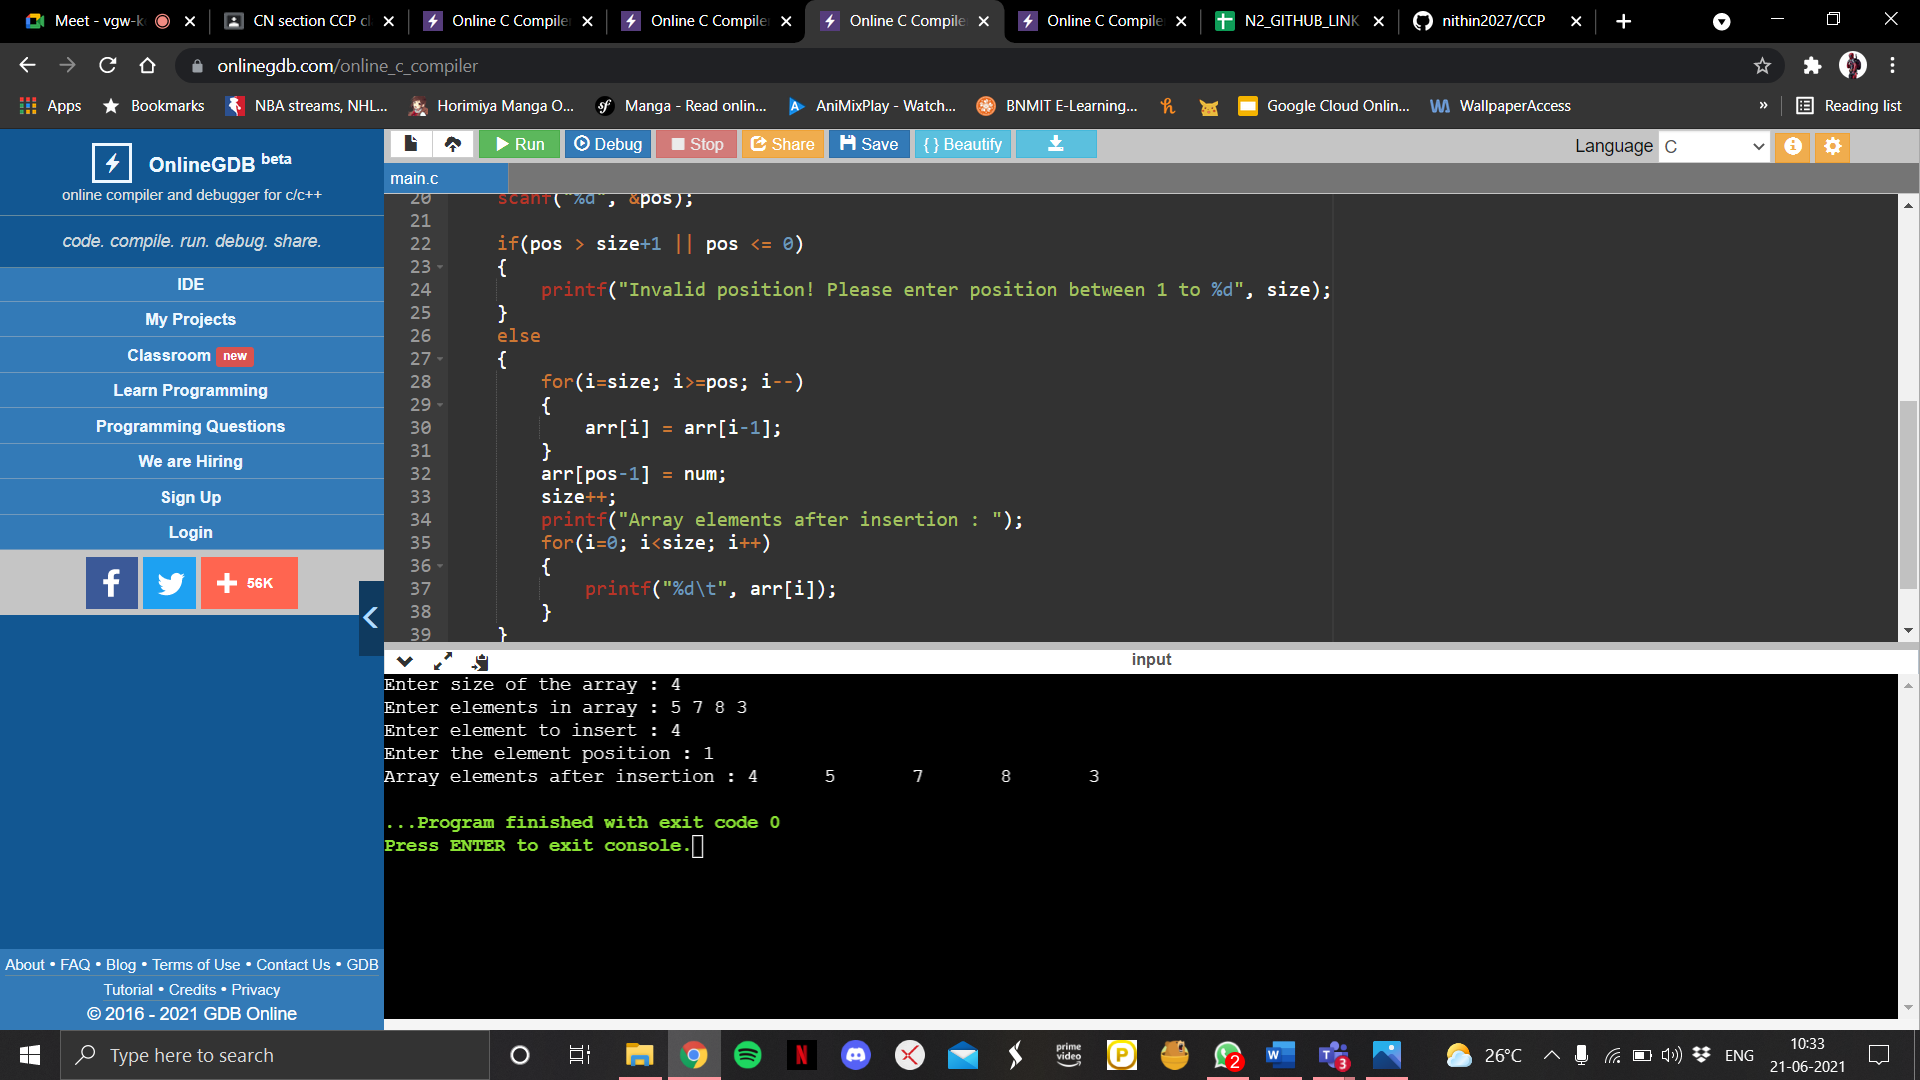 Meet - vgw-k
CN section CCP c
Online C Compile
Online C Compile
Online C Compile
Online C Compile
N2_GITHUB_LINK
nithin2027/CCP
onlinegdb.com/online_c_compiler
Apps
Bookmarks
NBA streams, NHL...
Horimiya Manga O...
Manga - Read onlin...
AniMixPlay - Watch...
BNMIT E-Learning...
Google Cloud Onlin...
WallpaperAccess
»
Reading list
OnlineGDB beta
online compiler and debugger for c/c++
code. compile. run. debug. share.
IDE
My Projects
Classroom new
Learn Programming
Programming Questions
We are Hiring
Sign Up
Login
56K
About • FAQ • Blog • Terms of Use • Contact Us • GDB
Tutorial • Credits • Privacy
© 2016 - 2021 GDB Online
Run
Debug
Stop
Share
Save
{ } Beautify
Language C
main.c
20 scanf("%d", &pos);
21
22 if(pos > size+1 || pos <= 0)
23 {
24 printf("Invalid position! Please enter position between 1 to %d", size);
25 }
26 else
27 {
28 for(i=size; i>=pos; i--)
29 {
30 arr[i] = arr[i-1];
31 }
32 arr[pos-1] = num;
33 size++;
34 printf("Array elements after insertion : ");
35 for(i=0; i<size; i++)
36 {
37 printf("%d\t", arr[i]);
38 }
39 }
input
Enter size of the array : 4
Enter elements in array : 5 7 8 3
Enter element to insert : 4
Enter the element position : 1
Array elements after insertion : 4 5 7 8 3
...Program finished with exit code 0
Press ENTER to exit console.
Type here to search
prime video
2
3
26°C
ENG
10:33
21-06-2021